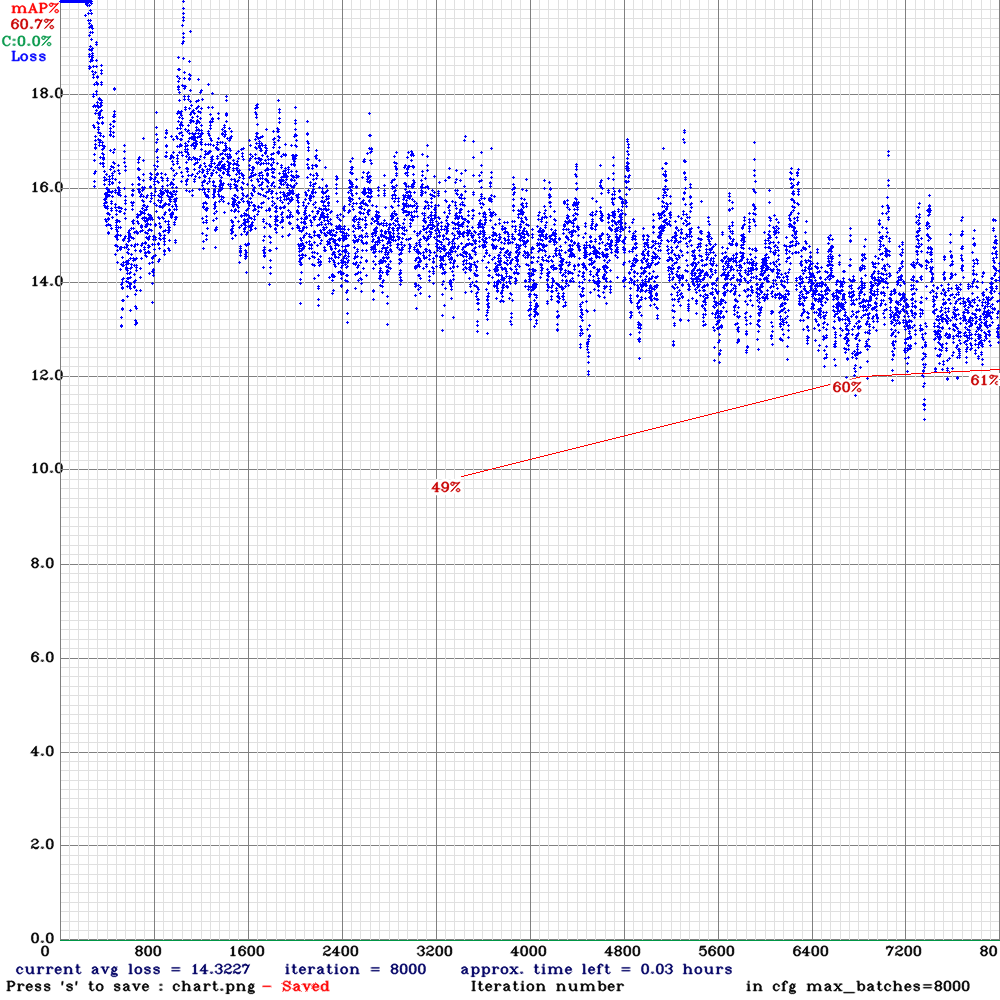 mAP%
60.7%
C:0.0%
Loss
18.0
16.0
14.0
12.0
60%
61%
10.0
49%
8.0
6.0
4.0
2.0
0.0
0 800 1600 2400 3200 4000 4800 5600 6400 7200 80
current avg loss = 14.3227 iteration = 8000 approx. time left = 0.03 hours
Press 's' to save : chart.png - Saved Iteration number in cfg max_batches=8000